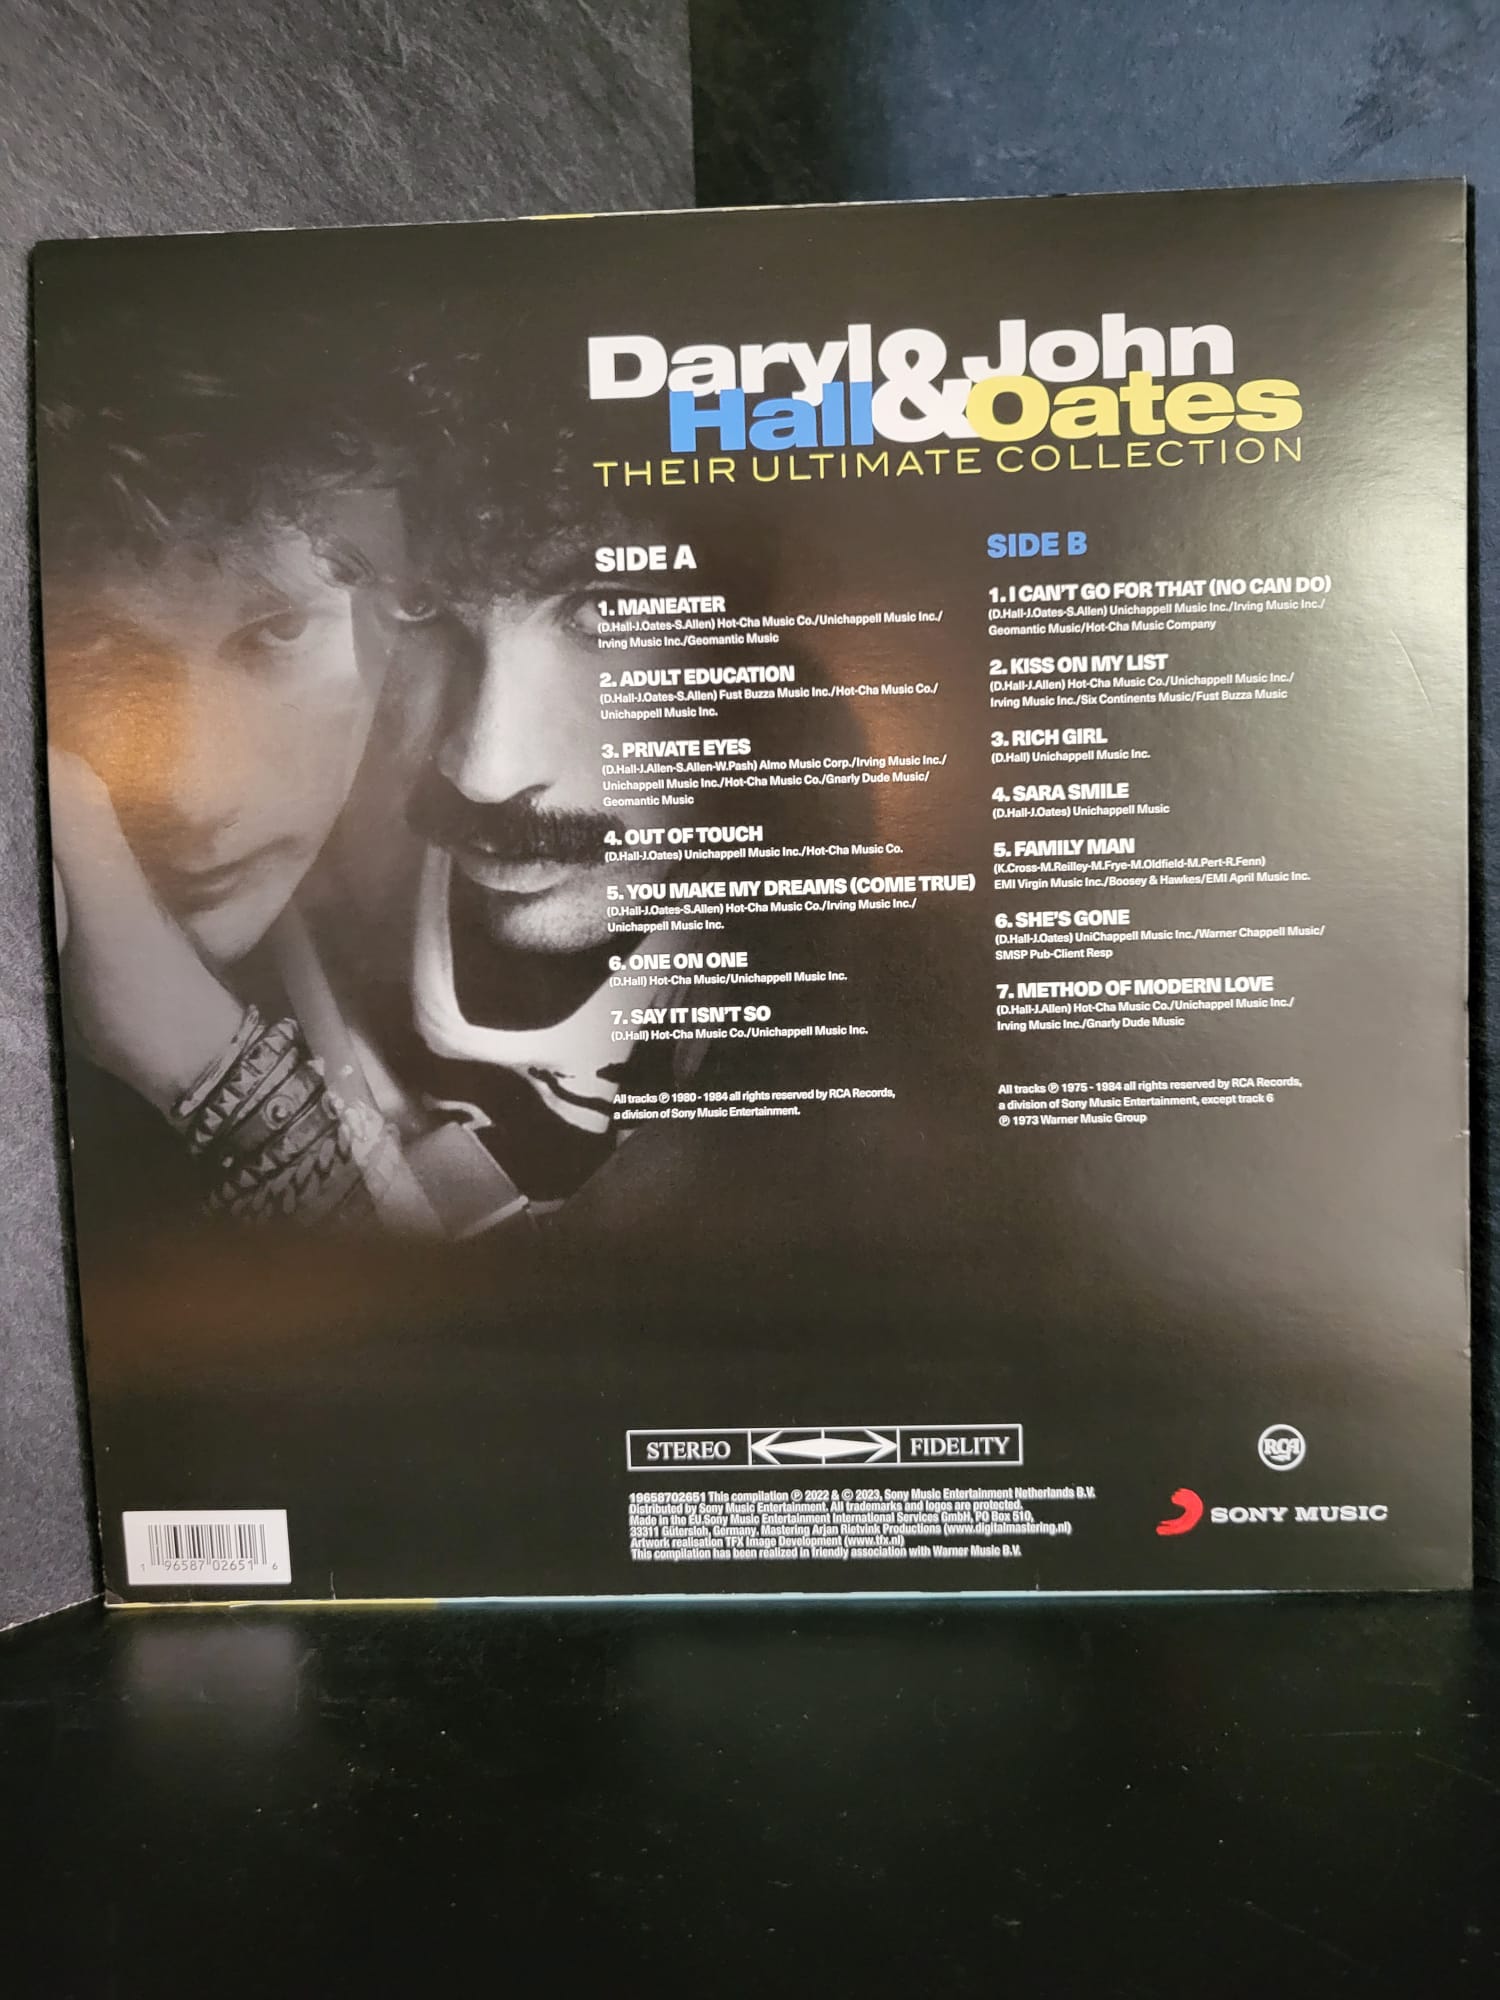 Daryl & John
Hall & Oates
THEIR ULTIMATE COLLECTION
SIDE A
1. MANEATER
(D.Hall-J.Oates-S.Allen) Hot-Cha Music Co./Unichappell Music Inc./
Irving Music Inc./Geomantic Music
2. ADULT EDUCATION
(D.Hall-J.Oates-S.Allen) Fust Buzza Music Inc./Hot-Cha Music Co./
Unichappell Music Inc.
3. PRIVATE EYES
(D.Hall-J.Allen-S.Allen-W.Pash) Almo Music Corp./Irving Music Inc./
Unichappell Music Inc./Hot-Cha Music Co./Gnarly Dude Music/
Geomantic Music
4. OUT OF TOUCH
(D.Hall-J.Oates) Unichappell Music Inc./Hot-Cha Music Co.
5. YOU MAKE MY DREAMS (COME TRUE)
(D.Hall-J.Oates-S.Allen) Hot-Cha Music Co./Irving Music Inc./
Unichappell Music Inc.
6. ONE ON ONE
(D.Hall) Hot-Cha Music/Unichappell Music Inc.
7. SAY IT ISN'T SO
(D.Hall) Hot-Cha Music Co./Unichappell Music Inc.
All tracks ℗ 1980 - 1984 all rights reserved by RCA Records,
a division of Sony Music Entertainment.
SIDE B
1. I CAN'T GO FOR THAT (NO CAN DO)
(D.Hall-J.Oates-S.Allen) Unichappell Music Inc./Irving Music Inc./
Geomantic Music/Hot-Cha Music Company
2. KISS ON MY LIST
(D.Hall-J.Allen) Hot-Cha Music Co./Unichappell Music Inc./
Irving Music Inc./Six Continents Music/Fust Buzza Music
3. RICH GIRL
(D.Hall) Unichappell Music Inc.
4. SARA SMILE
(D.Hall-J.Oates) Unichappell Music
5. FAMILY MAN
(K.Cross-M.Reilley-M.Frye-M.Oldfield-M.Pert-R.Fenn)
EMI Virgin Music Inc./Boosey & Hawkes/EMI April Music Inc.
6. SHE'S GONE
(D.Hall-J.Oates) UniChappell Music Inc./Warner Chappell Music/
SMSP Pub-Client Resp
7. METHOD OF MODERN LOVE
(D.Hall-J.Allen) Hot-Cha Music Co./Unichappel Music Inc./
Irving Music Inc./Gnarly Dude Music
All tracks ℗ 1975 - 1984 all rights reserved by RCA Records,
a division of Sony Music Entertainment, except track 6
℗ 1973 Warner Music Group
STEREO FIDELITY
RCA
19658702651 This compilation ℗ 2022 & © 2023, Sony Music Entertainment Netherlands B.V.
Distributed by Sony Music Entertainment. All trademarks and logos are protected.
Made in the EU.Sony Music Entertainment International Services GmbH, PO Box 510,
33311 Gütersloh, Germany. Mastering Arjan Rietvink Productions (www.digitalmastering.nl)
Artwork realisation TFX Image Development (www.tfx.nl)
This compilation has been realized in friendly association with Warner Music B.V.
SONY MUSIC
1 96587 02651 6